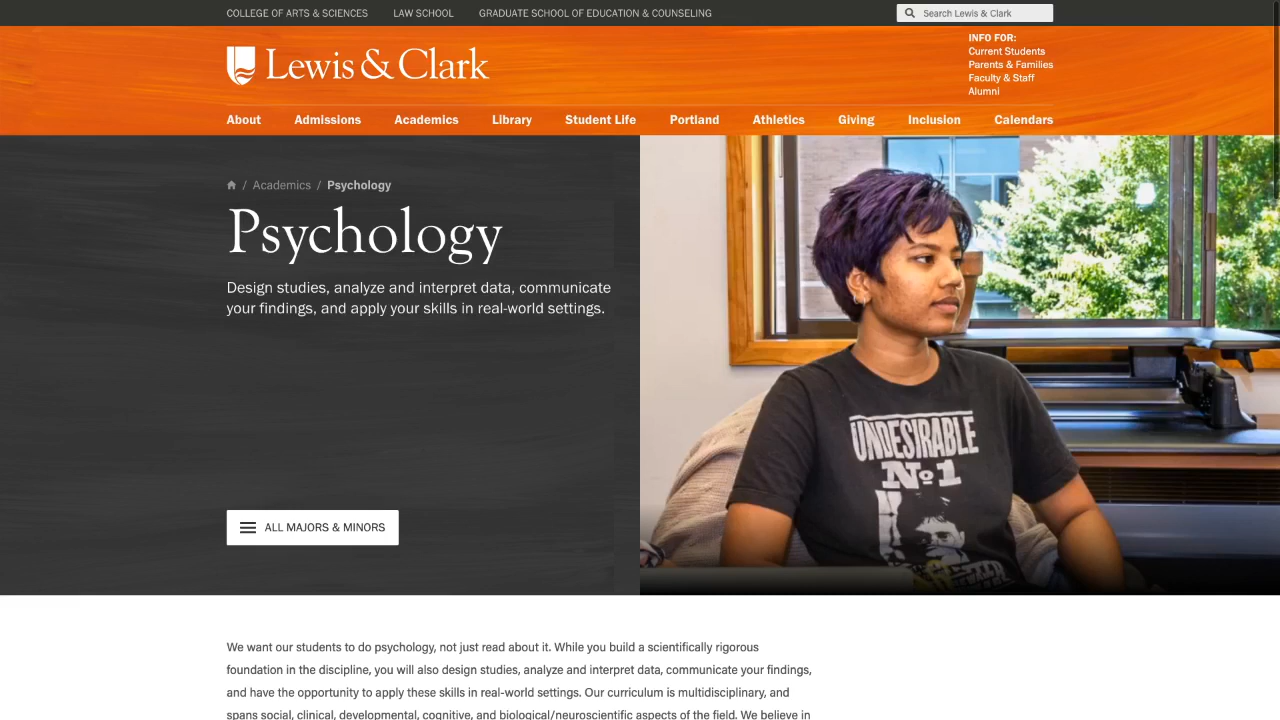 COLLEGE OF ARTS & SCIENCES LAW SCHOOL GRADUATE SCHOOL OF EDUCATION & COUNSELING
Search Lewis & Clark
Lewis & Clark
INFO FOR:
Current Students
Parents & Families
Faculty & Staff
Alumni
About Admissions Academics Library Student Life Portland Athletics Giving Inclusion Calendars
/ Academics / Psychology
Psychology
Design studies, analyze and interpret data, communicate
your findings, and apply your skills in real-world settings.
ALL MAJORS & MINORS
UNDESIRABLE
No 1
We want our students to do psychology, not just read about it. While you build a scientifically rigorous
foundation in the discipline, you will also design studies, analyze and interpret data, communicate your findings,
and have the opportunity to apply these skills in real-world settings. Our curriculum is multidisciplinary, and
spans social, clinical, developmental, cognitive, and biological/neuroscientific aspects of the field. We believe in